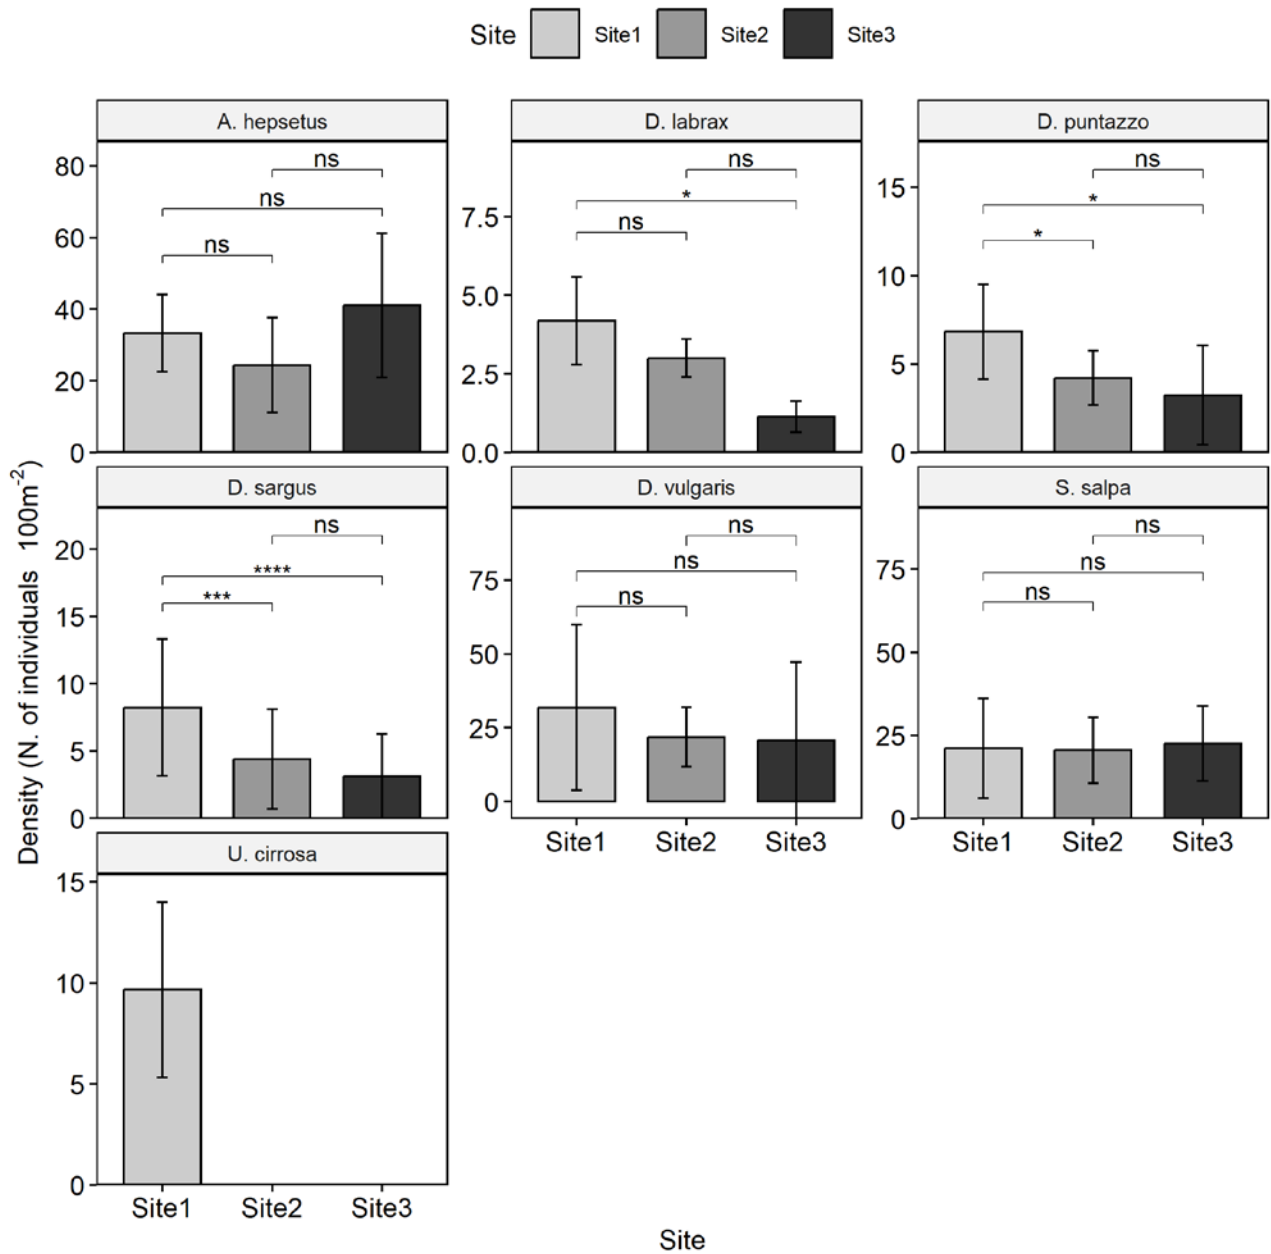 Site Site1 Site2 Site3
A. hepsetus D. labrax D. puntazzo
80
60
40
20
0
ns
ns
ns
7.5
5.0
2.5
0.0
ns
*
ns
15
10
5
0
ns
*
*
D. sargus D. vulgaris S. salpa
20
15
10
5
0
ns
****
***
75
50
25
0
ns
ns
ns
Site1 Site2 Site3
75
50
25
0
ns
ns
ns
Site1 Site2 Site3
U. cirrosa
15
10
5
0
Site1 Site2 Site3
Density (N. of individuals 100m⁻²)
Site